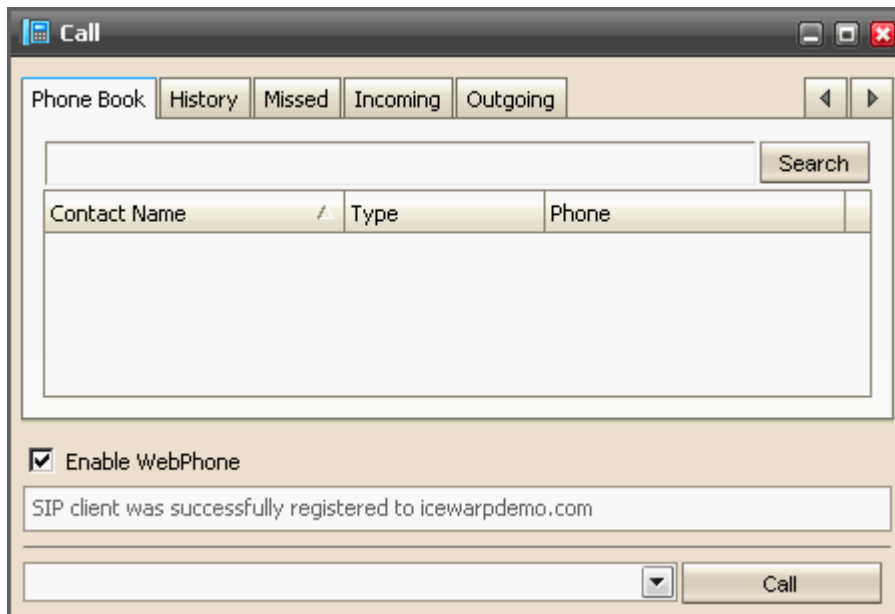 Call
Phone Book History Missed Incoming Outgoing
Search
Contact Name Type Phone
Enable WebPhone
SIP client was successfully registered to icewarpdemo.com
Call